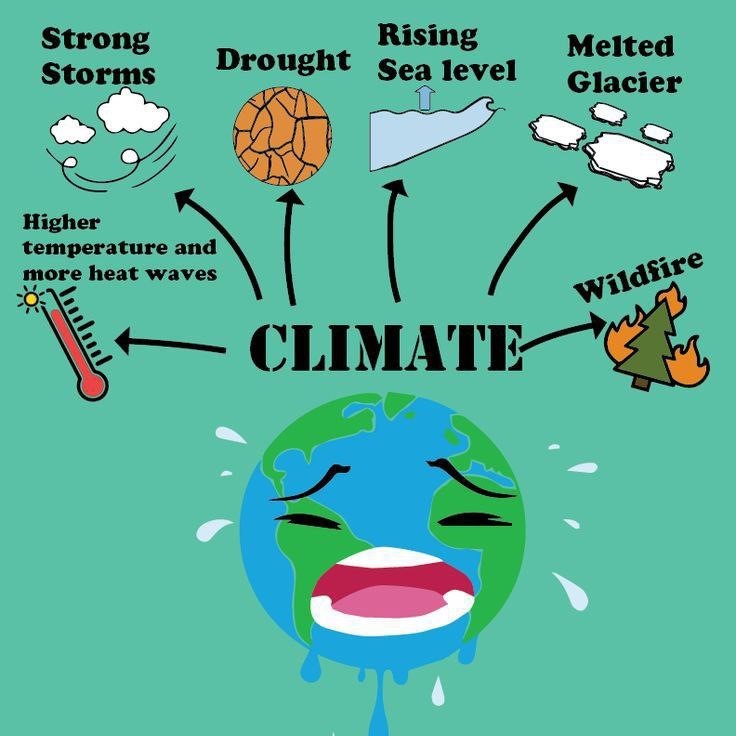 Strong
Storms
Drought
Rising
Sea level
Melted
Glacier
Higher
temperature and
more heat waves
Wildfire
CLIMATE